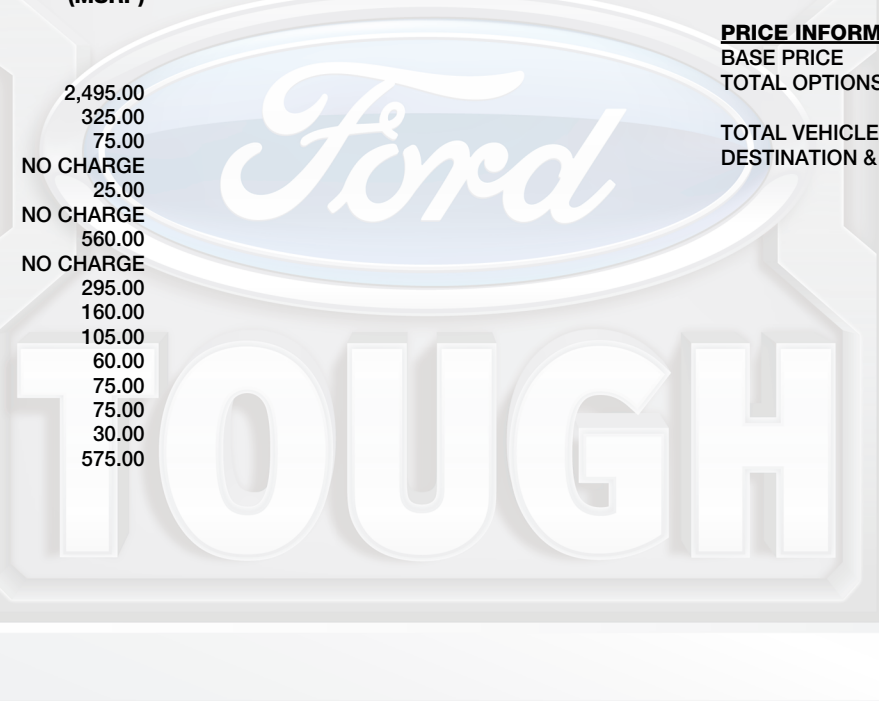 (MSRP)
2,495.00
325.00
75.00
NO CHARGE
25.00
NO CHARGE
560.00
NO CHARGE
295.00
160.00
105.00
60.00
75.00
75.00
30.00
575.00
PRICE INFORM
BASE PRICE
TOTAL OPTIONS
TOTAL VEHICLE
DESTINATION &
Ford
TOUGH